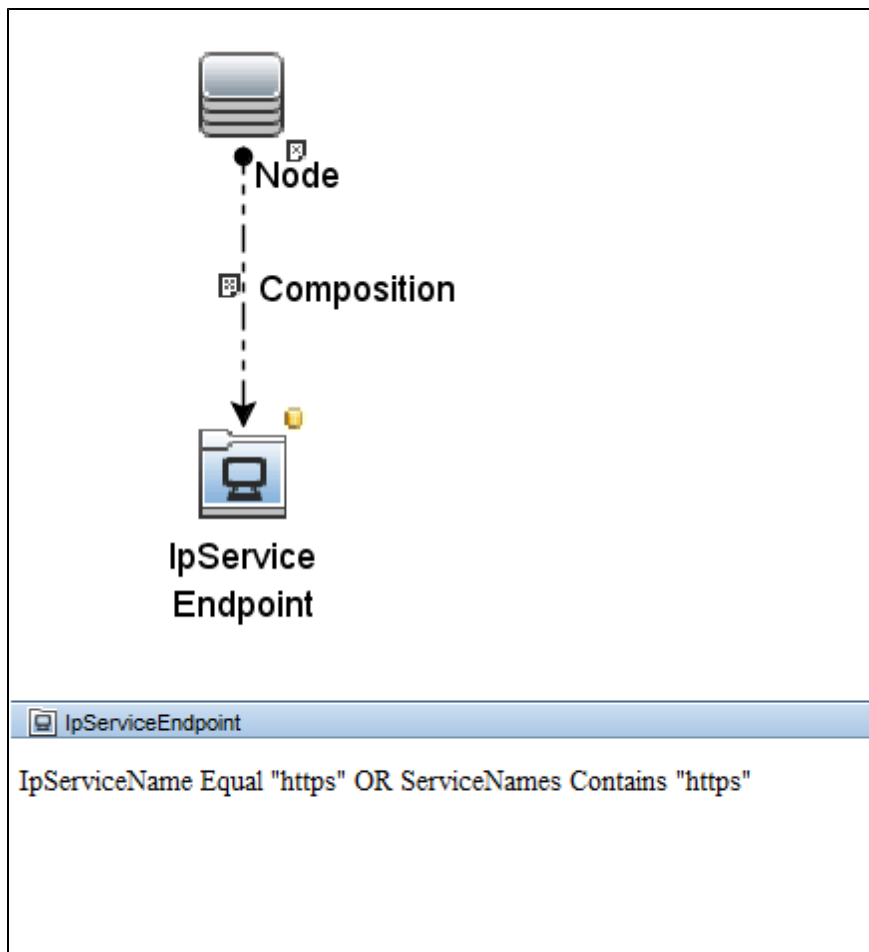 Node
Composition
IpService
Endpoint
IpServiceEndpoint
IpServiceName Equal "https" OR ServiceNames Contains "https"